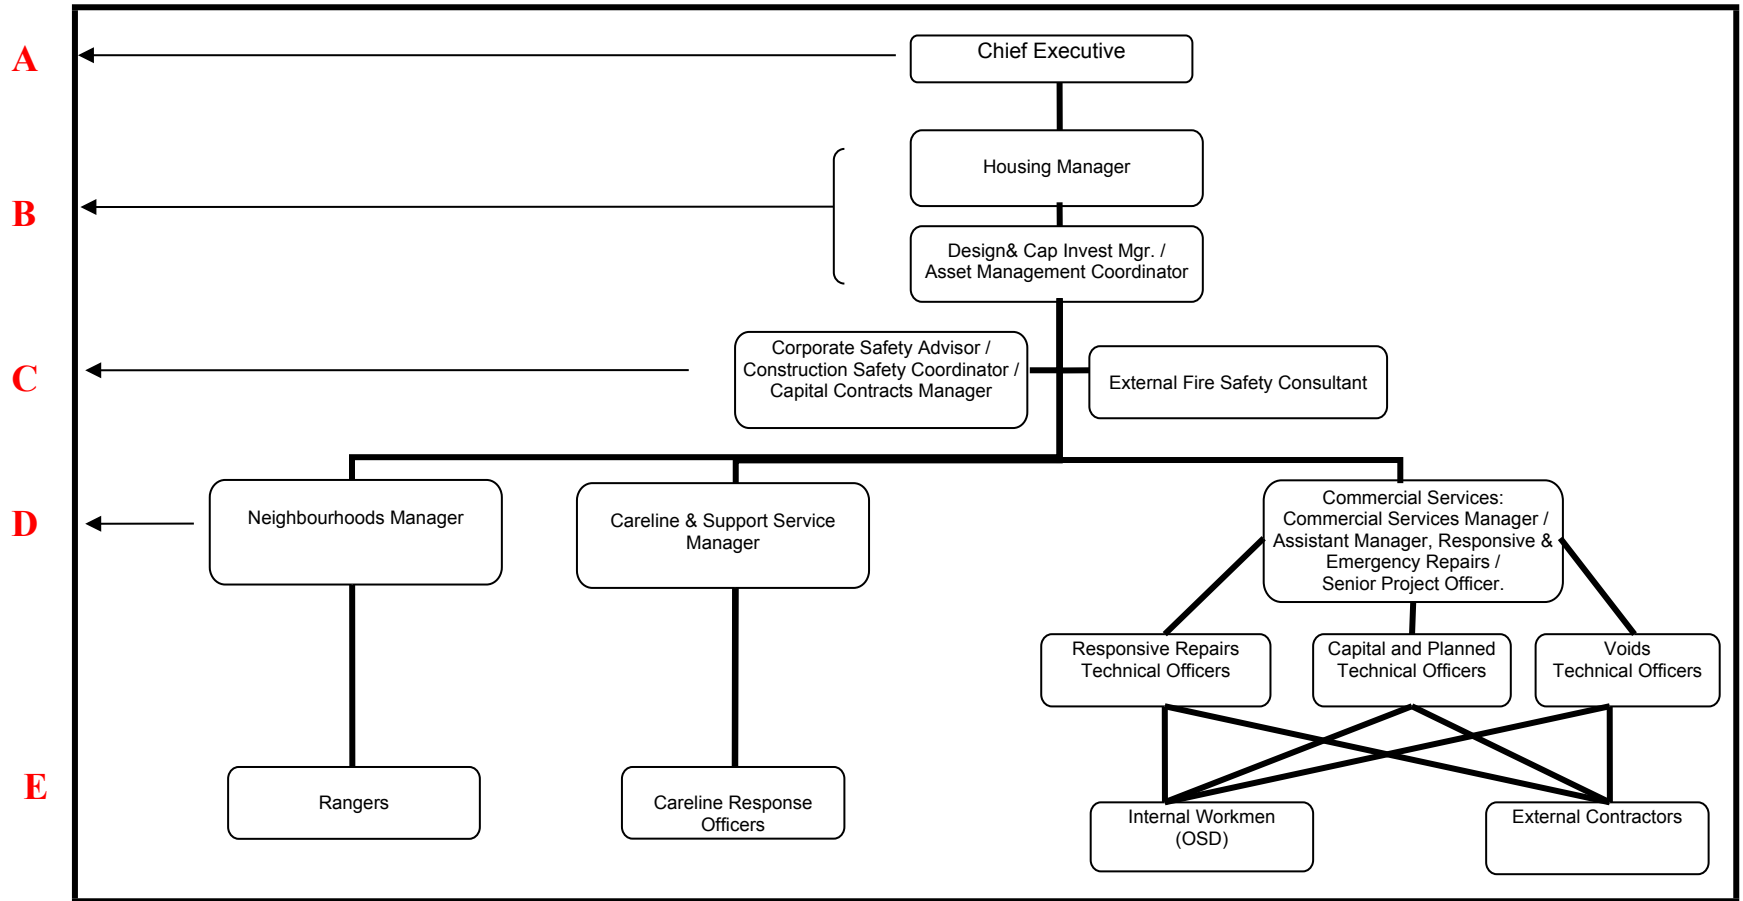 A
Chief Executive
B
Housing Manager
Design& Cap Invest Mgr. /
Asset Management Coordinator
C
Corporate Safety Advisor /
Construction Safety Coordinator /
Capital Contracts Manager
External Fire Safety Consultant
D
Neighbourhoods Manager
Careline & Support Service
Manager
Commercial Services:
Commercial Services Manager /
Assistant Manager, Responsive &
Emergency Repairs /
Senior Project Officer.
Responsive Repairs
Technical Officers
Capital and Planned
Technical Officers
Voids
Technical Officers
E
Rangers
Careline Response
Officers
Internal Workmen
(OSD)
External Contractors